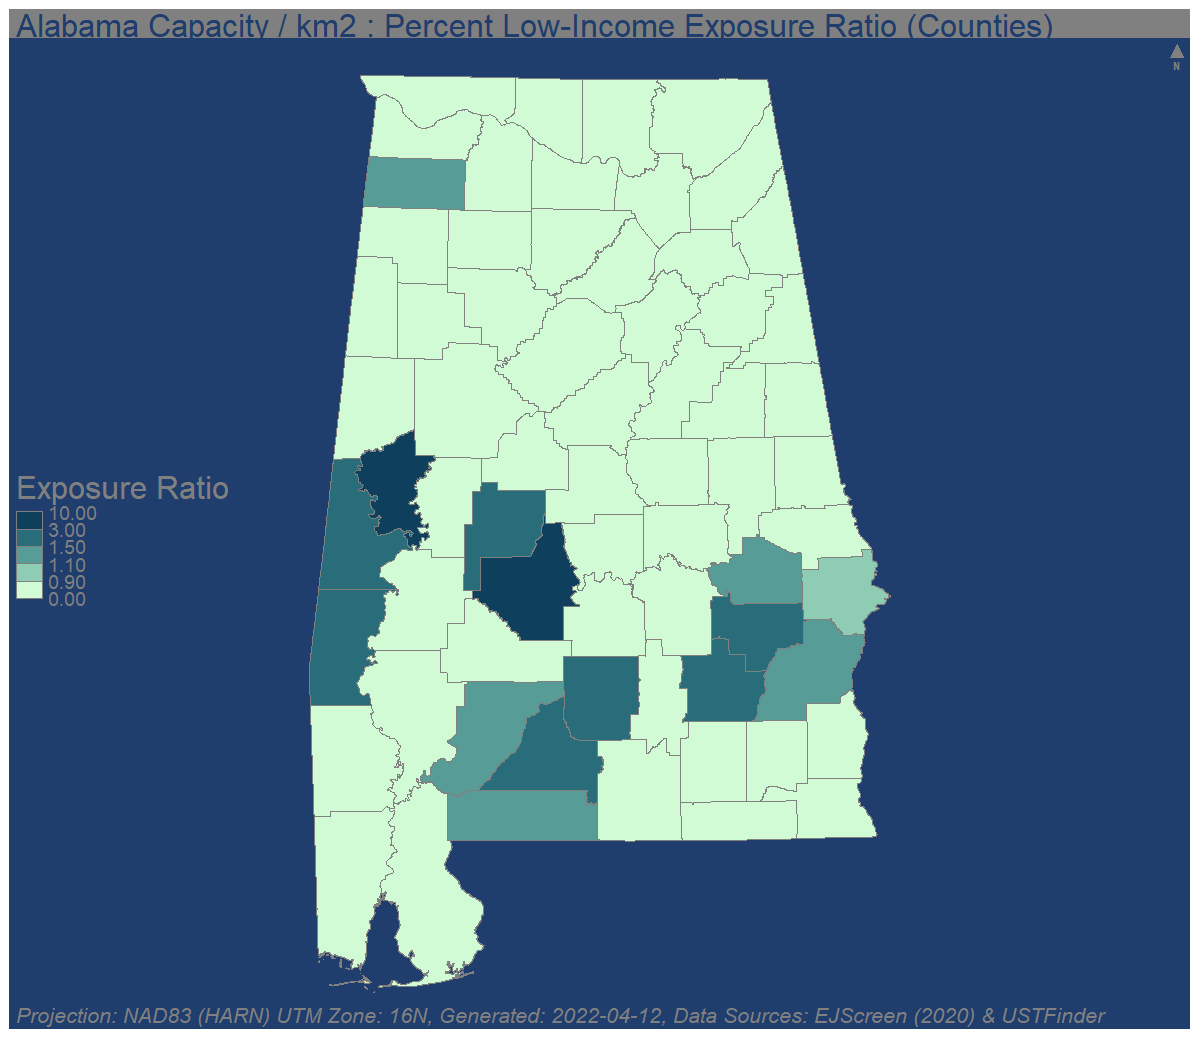 Alabama Capacity / km2 : Percent Low-Income Exposure Ratio (Counties)
N
Exposure Ratio
10.00
3.00
1.50
1.10
0.90
0.00
Projection: NAD83 (HARN) UTM Zone: 16N, Generated: 2022-04-12, Data Sources: EJScreen (2020) & USTFinder